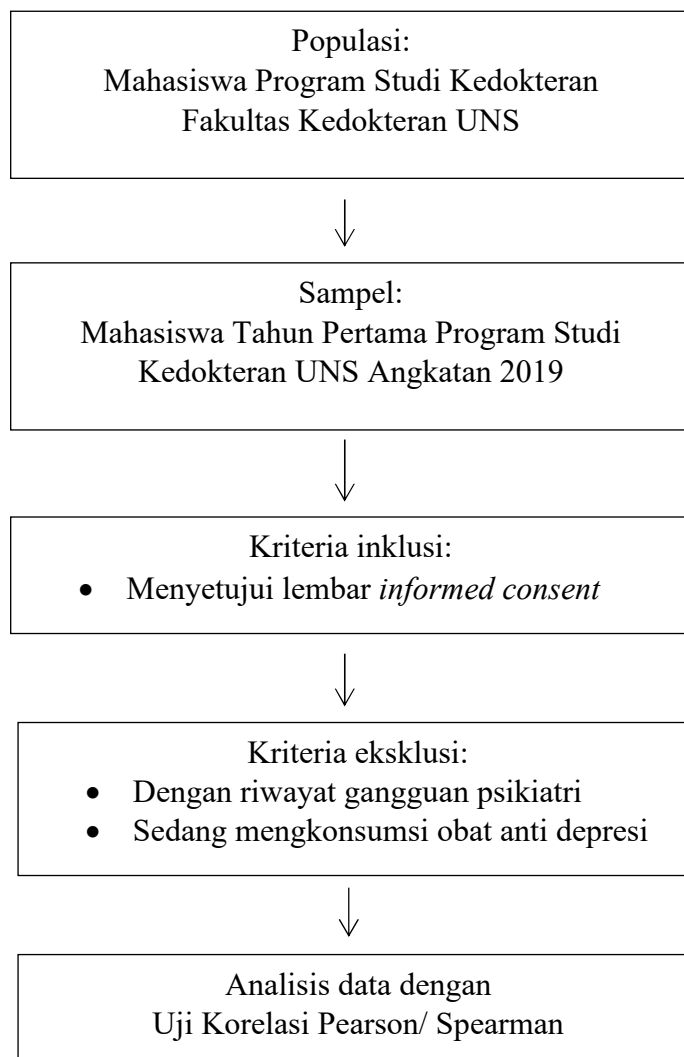 Populasi:
Mahasiswa Program Studi Kedokteran
Fakultas Kedokteran UNS
Sampel:
Mahasiswa Tahun Pertama Program Studi
Kedokteran UNS Angkatan 2019
Kriteria inklusi:
• Menyetujui lembar informed consent
Kriteria eksklusi:
• Dengan riwayat gangguan psikiatri
• Sedang mengkonsumsi obat anti depresi
Analisis data dengan
Uji Korelasi Pearson/ Spearman